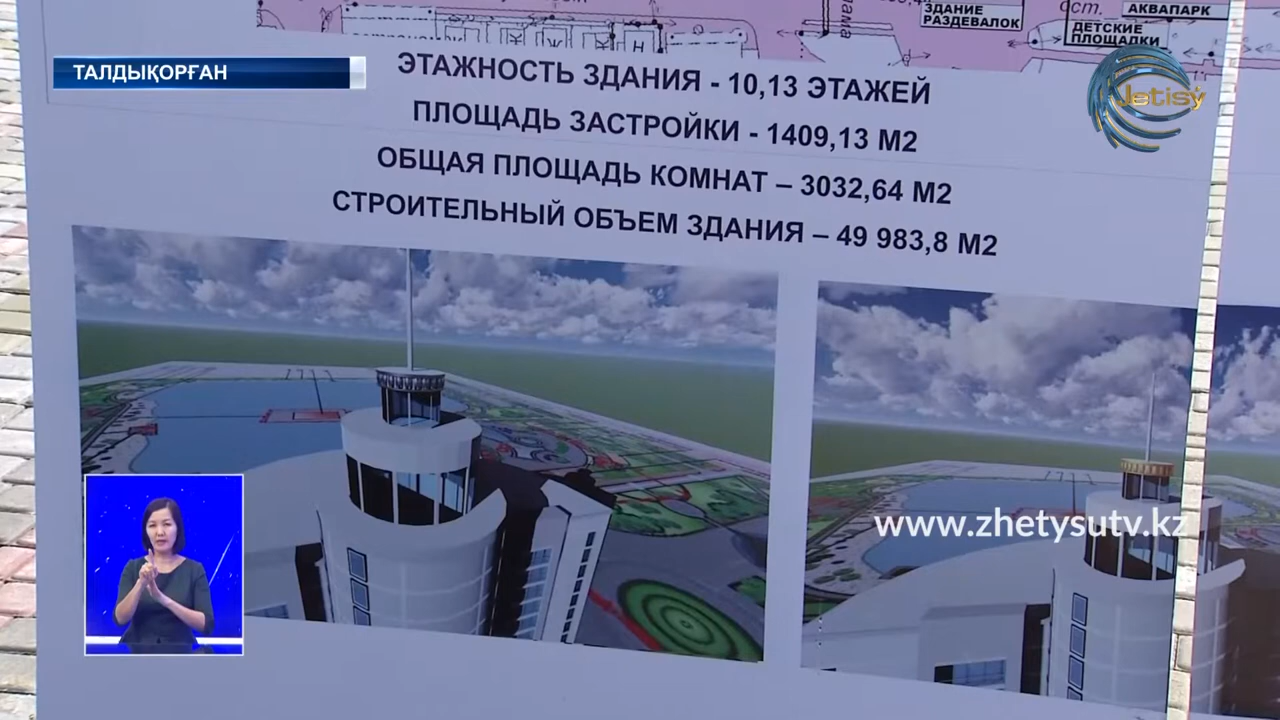 ЗДАНИЕ
РАЗДЕВАЛОК
ост.
АКВАПАРК
ДЕТСКИЕ
ПЛОЩАДКИ
ТАЛДЫҚОРҒАН
Jetisý
ЭТАЖНОСТЬ ЗДАНИЯ - 10,13 ЭТАЖЕЙ
ПЛОЩАДЬ ЗАСТРОЙКИ - 1409,13 М2
ОБЩАЯ ПЛОЩАДЬ КОМНАТ – 3032,64 М2
СТРОИТЕЛЬНЫЙ ОБЪЕМ ЗДАНИЯ – 49 983,8 М2
www.zhetysutv.kz